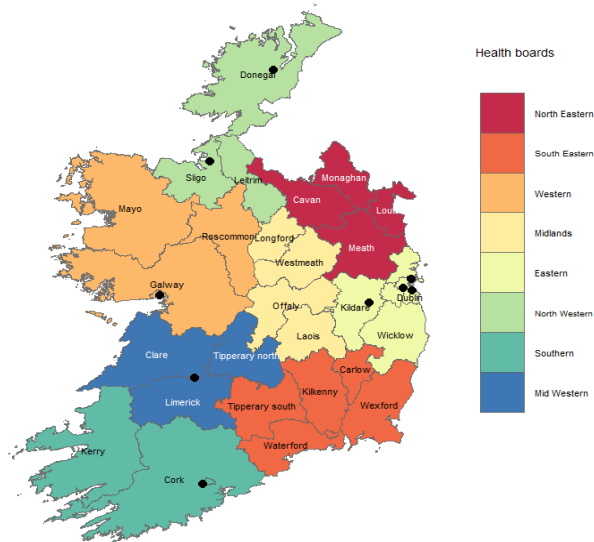 Health boards
North Eastern
South Eastern
Western
Midlands
Eastern
North Western
Southern
Mid Western
Donegal
Sligo
Leitrim
Monaghan
Cavan
Lou
Mayo
Roscommon
Longford
Meath
Westmeath
Galway
Offaly
Kildare
Dublin
Laois
Wicklow
Clare
Tipperary north
Carlow
Kilkenny
Limerick
Tipperary south
Wexford
Waterford
Kerry
Cork